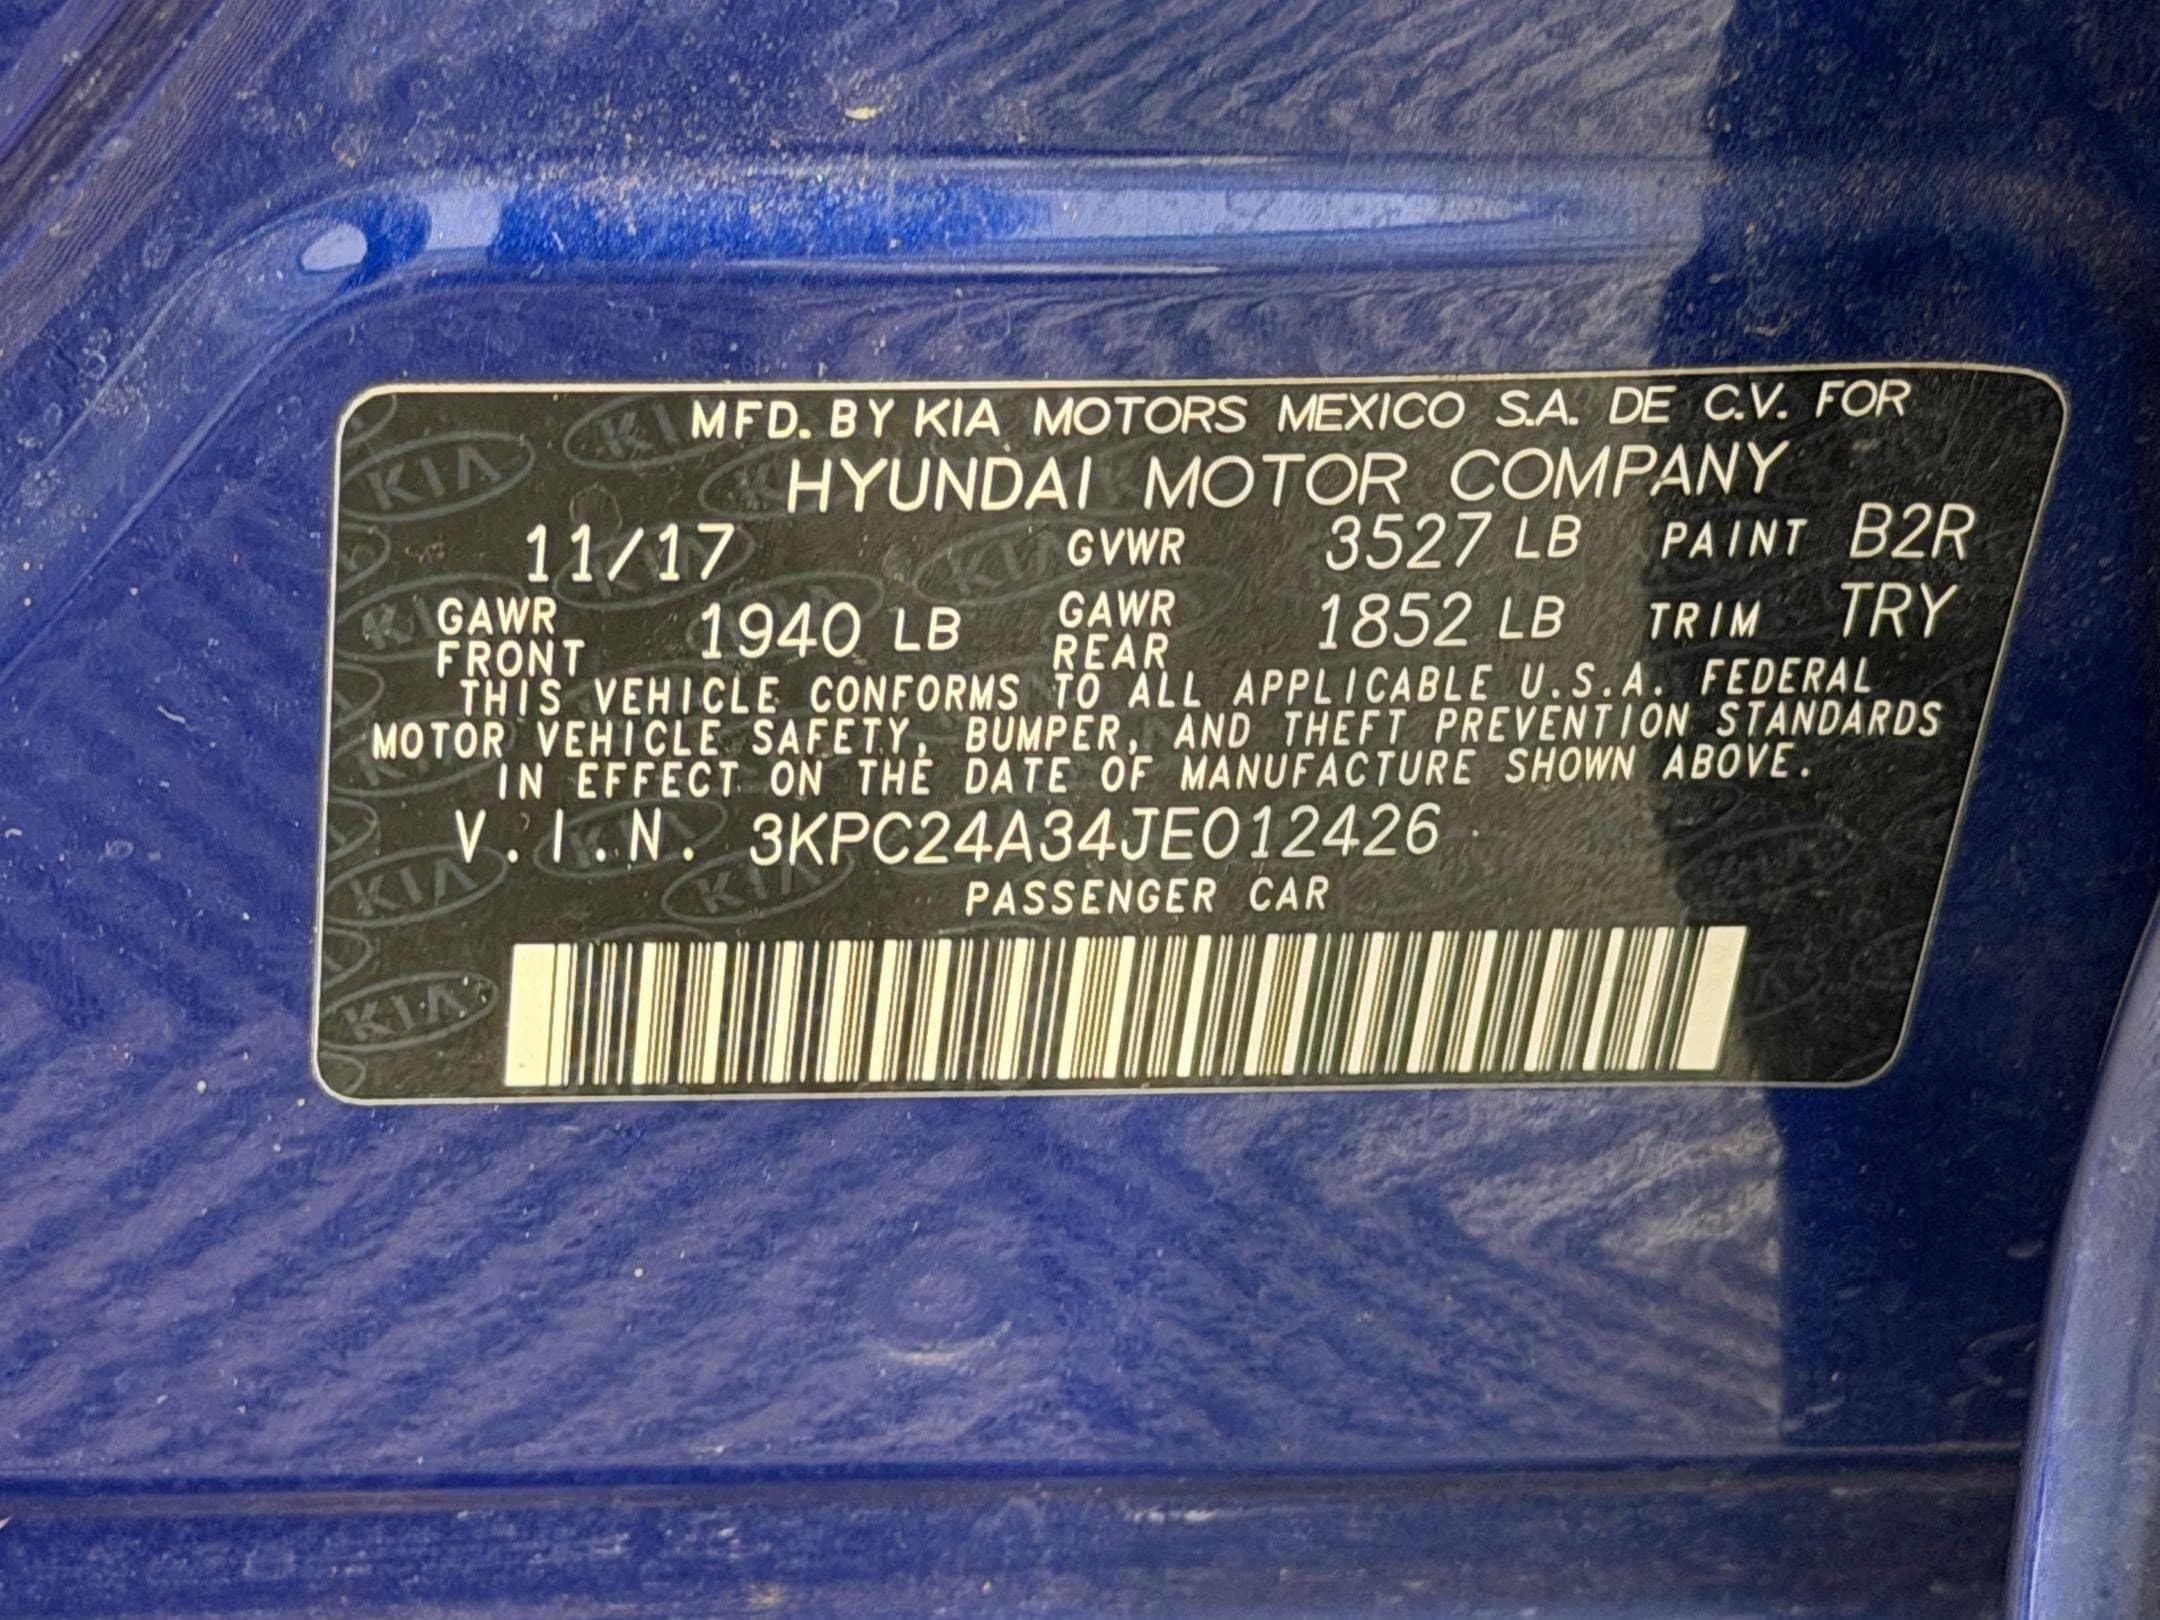 MFD. BY KIA MOTORS MEXICO S.A. DE C.V. FOR
HYUNDAI MOTOR COMPANY
11/17 GVWR 3527 LB PAINT B2R
GAWR FRONT 1940 LB GAWR REAR 1852 LB TRIM TRY
THIS VEHICLE CONFORMS TO ALL APPLICABLE U.S.A. FEDERAL
MOTOR VEHICLE SAFETY, BUMPER, AND THEFT PREVENTION STANDARDS
IN EFFECT ON THE DATE OF MANUFACTURE SHOWN ABOVE.
V.I.N. 3KPC24A34JE012426
PASSENGER CAR
KIA